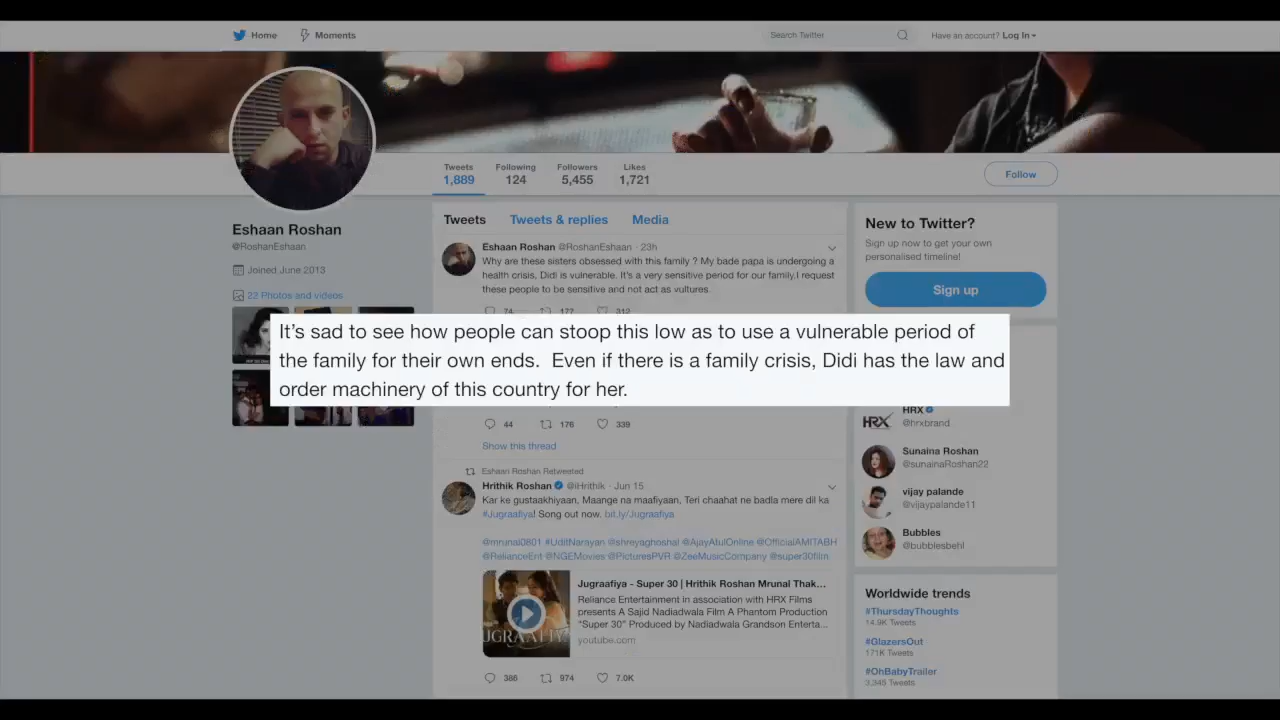 Home
Moments
Search Twitter
Have an account? Log In
Tweets
1,889
Following
124
Followers
5,455
Likes
1,721
Follow
Eshaan Roshan
@RoshanEshaan
Joined June 2013
22 Photos and videos
Tweets
Tweets & replies
Media
Eshaan Roshan @RoshanEshaan · 23h
Why are these sisters obsessed with this family ? My bade papa is undergoing a
health crisis, Didi is vulnerable. It's a very sensitive period for our family.I request
these people to be sensitive and not act as vultures.
74
177
312
It's sad to see how people can stoop this low as to use a vulnerable period of
the family for their own ends. Even if there is a family crisis, Didi has the law and
order machinery of this country for her.
44
176
339
Show this thread
Eshaan Roshan Retweeted
Hrithik Roshan @iHrithik · Jun 15
Kar ke gustaakhiyaan, Maange na maafiyaan, Teri chaahat ne badla mere dil ka
#Jugraafiya! Song out now. bit.ly/Jugraafiya
@mrunal0801 #UditNarayan @shreyaghoshal @AjayAtulOnline @OfficialAMITABH
@RelianceEnt @NGEMovies @PicturesPVR @ZeeMusicCompany @super30film
Jugraafiya - Super 30 | Hrithik Roshan Mrunal Thak...
Reliance Entertainment in association with HRX Films
presents A Sajid Nadiadwala Film A Phantom Production
"Super 30" Produced by Nadiadwala Grandson Enterta...
youtube.com
386
974
7.0K
New to Twitter?
Sign up now to get your own
personalised timeline!
Sign up
HRX
HRX
@hrxbrand
Sunaina Roshan
@sunainaRoshan22
vijay palande
@vijaypalande11
Bubbles
@bubblesbehl
Worldwide trends
#ThursdayThoughts
14.9K Tweets
#GlazersOut
171K Tweets
#OhBabyTrailer
3,345 Tweets